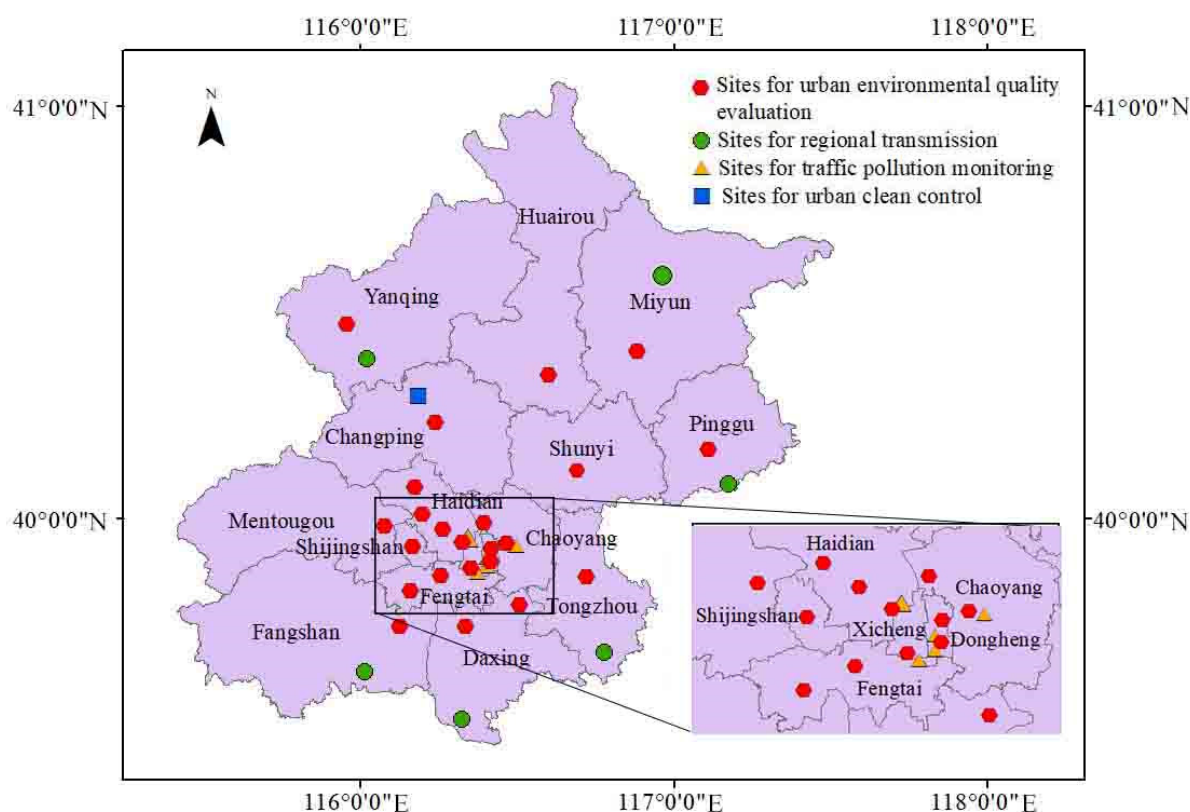 116°0'0"E 117°0'0"E 118°0'0"E
N
41°0'0"N
41°0'0"N
Sites for urban environmental quality
evaluation
Sites for regional transmission
Sites for traffic pollution monitoring
Sites for urban clean control
Huairou
Yanqing
Miyun
Changping
Shunyi
Pinggu
Mentougou
Haidian
40°0'0"N
40°0'0"N
Shijingshan
Chaoyang
Fengtai
Tongzhou
Fangshan
Daxing
Haidian
Chaoyang
Shijingshan
Xicheng
Dongheng
Fengtai
116°0'0"E 117°0'0"E 118°0'0"E